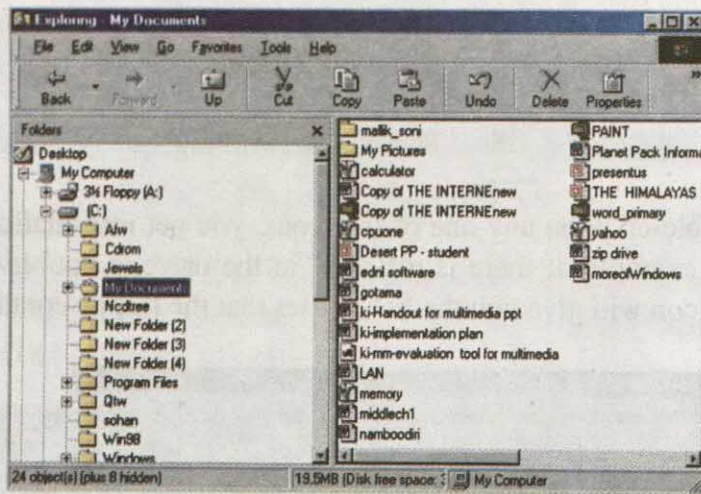 Exploring - My Documents
File Edit View Go Favorites Tools Help
Back Forward Up Cut Copy Paste Undo Delete Properties »
Folders
Desktop
My Computer
3½ Floppy (A:)
(C:)
Alw
Cdrom
Jewels
My Documents
Ncdtree
New Folder (2)
New Folder (3)
New Folder (4)
Program Files
Qtw
sohan
Win98
Windows
mallik_soni
My Pictures
calculator
Copy of THE INTERNEnew
Copy of THE INTERNEnew
cpuone
Desert PP - student
ednl software
gotama
ki-Handout for multimedia ppt
ki-implementation plan
ki-mm-evaluation tool for multimedia
LAN
memory
middlech1
namboodiri
PAINT
Planet Pack Informa
presentus
THE HIMALAYAS
word_primary
yahoo
zip drive
moreofWindows
24 object(s) (plus 8 hidden) 19.5MB (Disk free space: My Computer